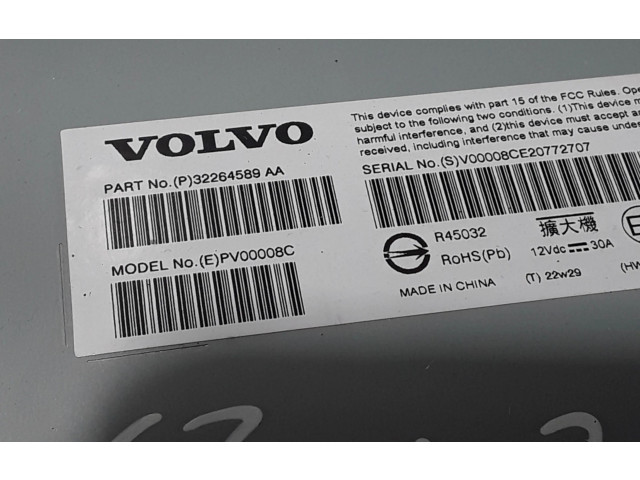 VOLVO
PART No.(P)32264589 AA
MODEL No.(E)PV00008C
This device complies with part 15 of the FCC Rules. Ope
subject to the following two conditions. (1)This device m
harmful interference, and (2)this device must accept a
received, including interference that may cause unde
SERIAL No.(S)V00008CE20772707
R45032
RoHS(Pb)
擴大機
12Vdc 30A
MADE IN CHINA
(T) 22w29
(HW